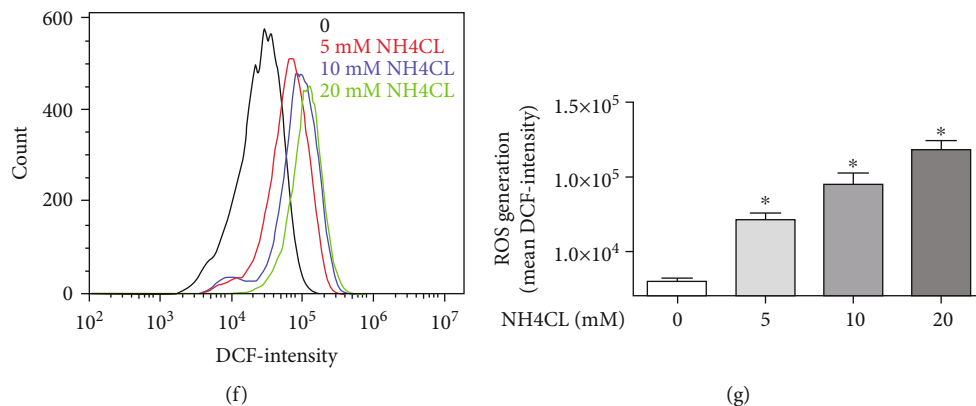 600
400
200
0
Count
0
5 mM NH4CL
10 mM NH4CL
20 mM NH4CL
10²
10³
10⁴
10⁵
10⁶
10⁷
DCF-intensity
(f)
ROS generation
(mean DCF-intensity)
1.5×10⁵
1.0×10⁵
1.0×10⁴
*
*
*
NH4CL (mM)
0
5
10
20
(g)